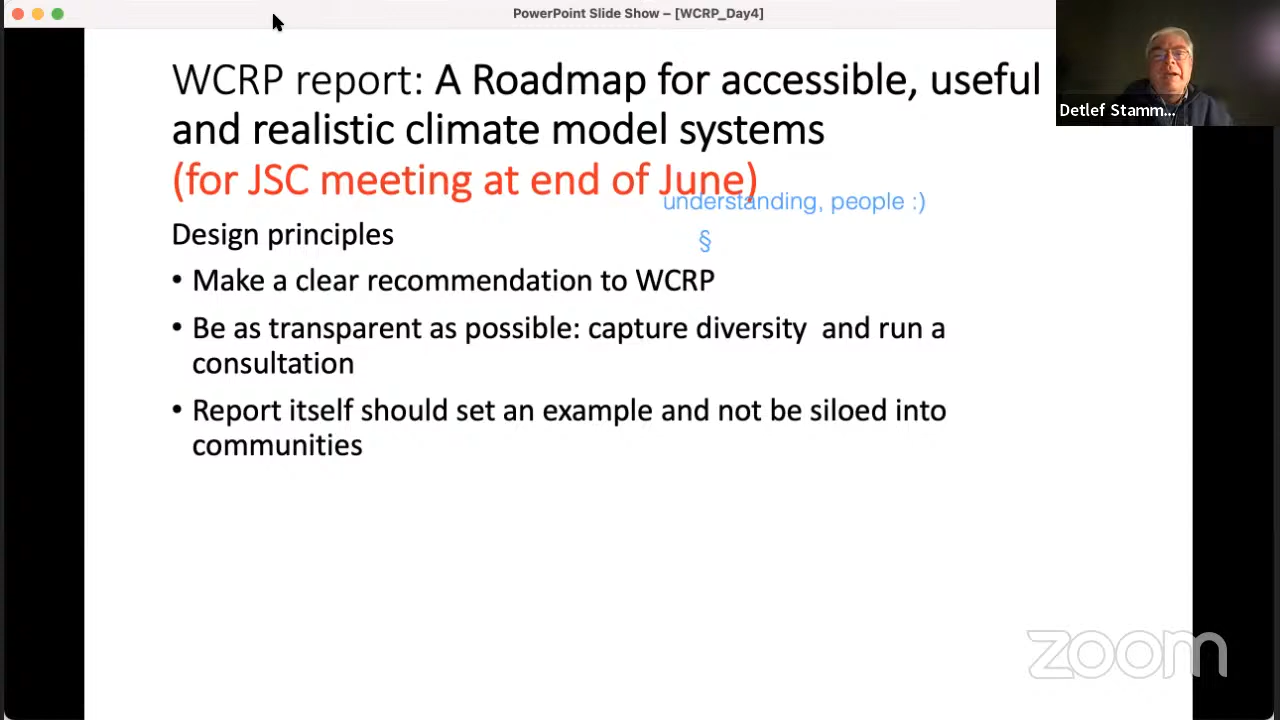 PowerPoint Slide Show – [WCRP_Day4]
WCRP report: A Roadmap for accessible, useful
and realistic climate model systems
(for JSC meeting at end of June)
understanding, people :)
§
Design principles
• Make a clear recommendation to WCRP
• Be as transparent as possible: capture diversity and run a
consultation
• Report itself should set an example and not be siloed into
communities
Detlef Stamm...
zoom